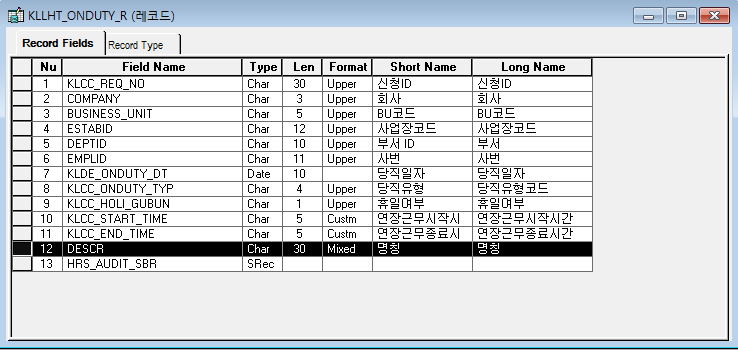 KLLHT_ONDUTY_R (레코드)
Record Fields Record Type
Nu Field Name Type Len Format Short Name Long Name
1 KLCC_REQ_NO Char 30 Upper 신청ID 신청ID
2 COMPANY Char 3 Upper 회사 회사
3 BUSINESS_UNIT Char 5 Upper BU코드 BU코드
4 ESTABID Char 12 Upper 사업장코드 사업장코드
5 DEPTID Char 10 Upper 부서 ID 부서
6 EMPLID Char 11 Upper 사번 사번
7 KLDE_ONDUTY_DT Date 10 당직일자 당직일자
8 KLCC_ONDUTY_TYP Char 4 Upper 당직유형 당직유형코드
9 KLCC_HOLI_GUBUN Char 1 Upper 휴일여부 휴일여부
10 KLCC_START_TIME Char 5 Custm 연장근무시작시 연장근무시작시간
11 KLCC_END_TIME Char 5 Custm 연장근무종료시 연장근무종료시간
12 DESCR Char 30 Mixed 명칭 명칭
13 HRS_AUDIT_SBR SRec